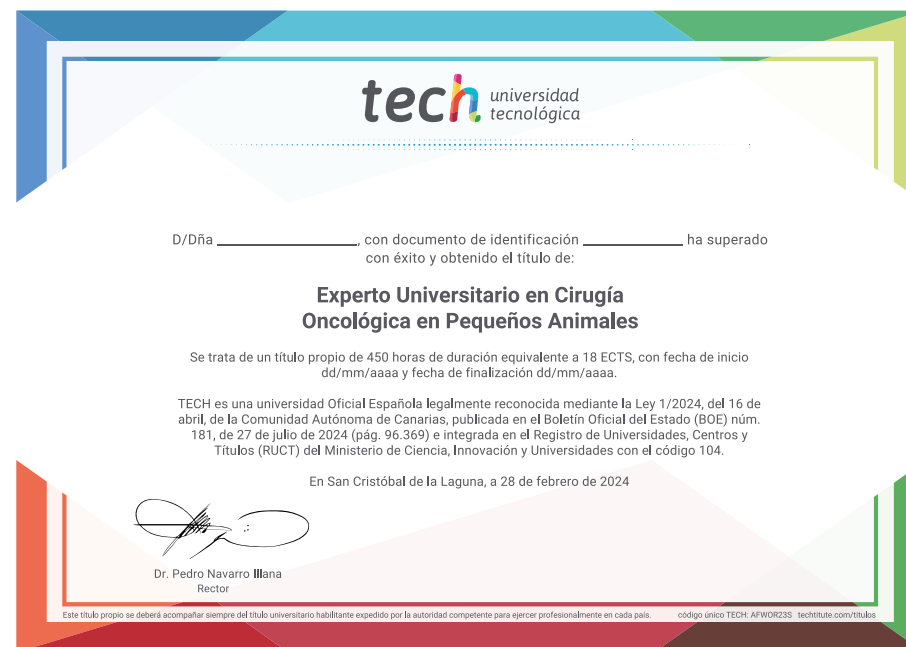 tech universidad
tecnológica
D/Dña ____________________, con documento de identificación ______________ ha superado
con éxito y obtenido el título de:
Experto Universitario en Cirugía
Oncológica en Pequeños Animales
Se trata de un título propio de 450 horas de duración equivalente a 18 ECTS, con fecha de inicio
dd/mm/aaaa y fecha de finalización dd/mm/aaaa.
TECH es una universidad Oficial Española legalmente reconocida mediante la Ley 1/2024, del 16 de
abril, de la Comunidad Autónoma de Canarias, publicada en el Boletín Oficial del Estado (BOE) núm.
181, de 27 de julio de 2024 (pág. 96.369) e integrada en el Registro de Universidades, Centros y
Títulos (RUCT) del Ministerio de Ciencia, Innovación y Universidades con el código 104.
En San Cristóbal de la Laguna, a 28 de febrero de 2024
Dr. Pedro Navarro Illana
Rector
Este título propio se deberá acompañar siempre del título universitario habilitante expedido por la autoridad competente para ejercer profesionalmente en cada país. código único TECH: AFWOR23S techtitute.com/titulos